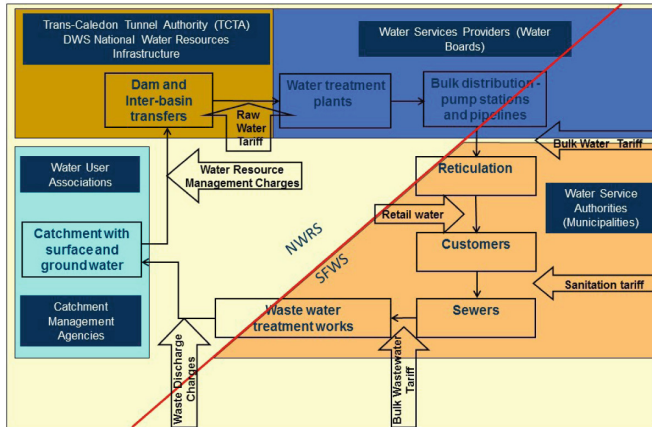 Trans-Caledon Tunnel Authority (TCTA)
DWS National Water Resources
Infrastructure
Water Services Providers (Water
Boards)
Dam and
Inter-basin
transfers
Water treatment
plants
Bulk distribution -
pump stations
and pipelines
Raw
Water
Tariff
Bulk Water Tariff
Water User
Associations
Water Resource
Management Charges
Reticulation
Water Service
Authorities
(Municipalities)
Retail water
Catchment with
surface and
ground water
NWRS
SFWS
Customers
Sanitation tariff
Catchment
Management
Agencies
Waste water
treatment works
Sewers
Waste Discharge
Charges
Bulk Wastewater
Tariff